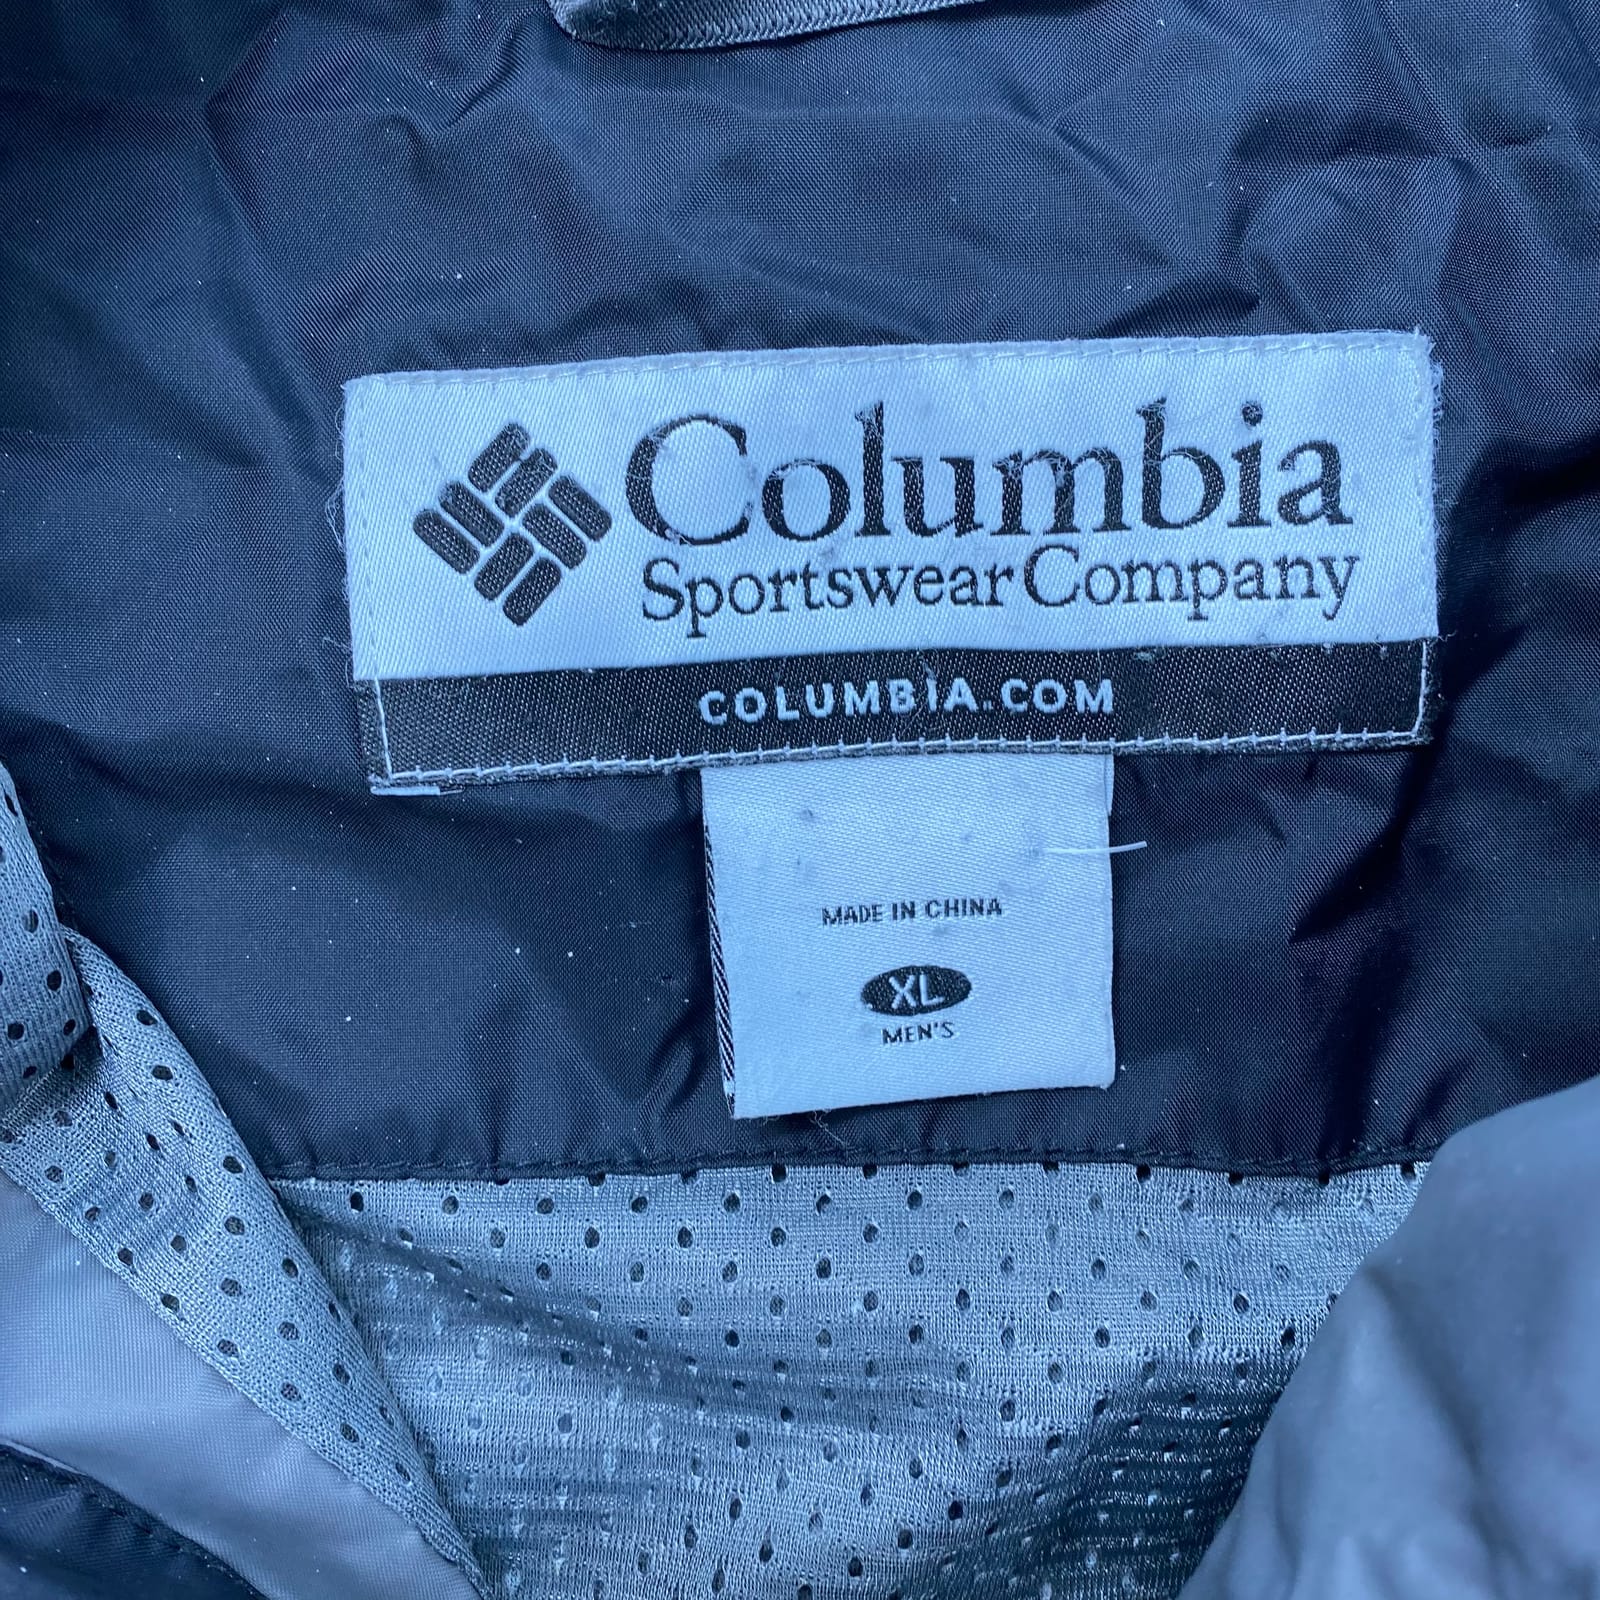 Columbia
Sportswear Company
COLUMBIA.COM
MADE IN CHINA
XL
MEN'S